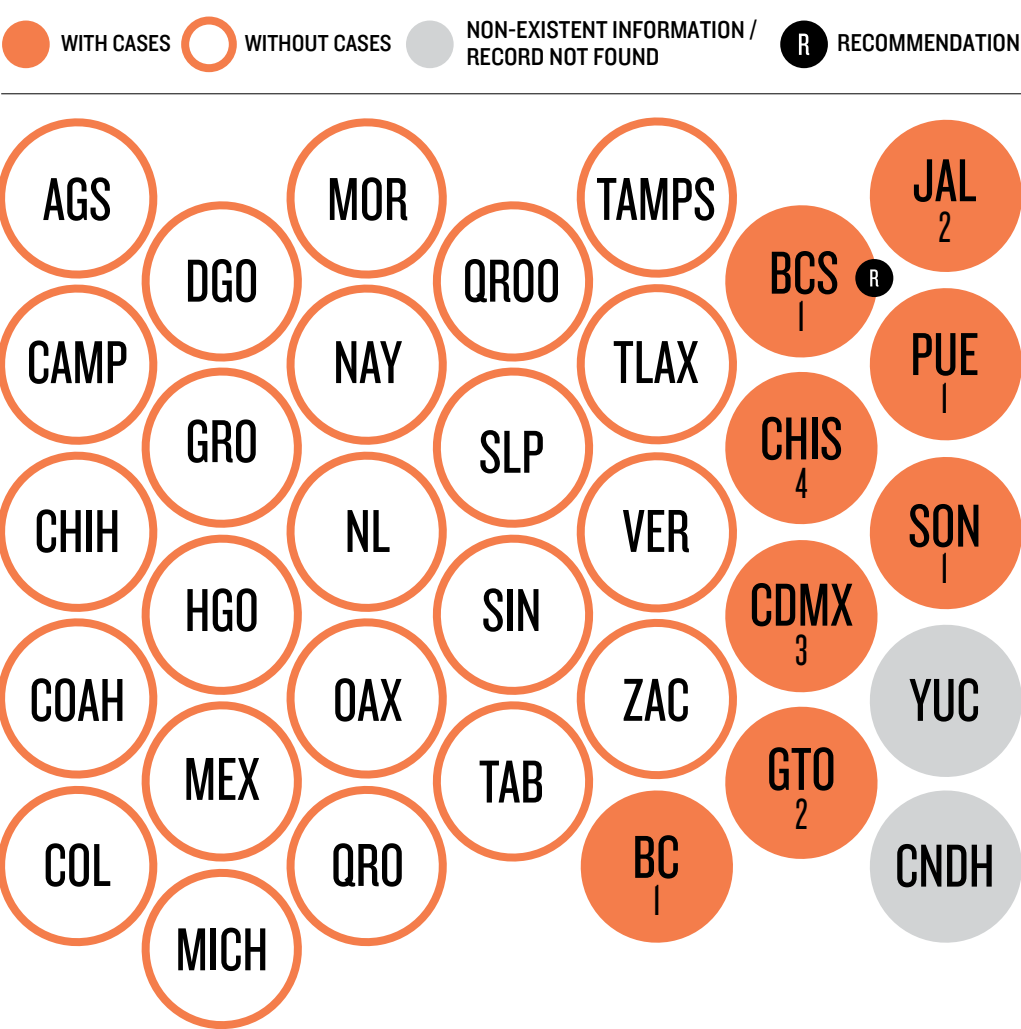 WITH CASES
WITHOUT CASES
NON-EXISTENT INFORMATION /
RECORD NOT FOUND
R
RECOMMENDATION
AGS
CAMP
CHIH
COAH
COL
DGO
GRO
HGO
MEX
MICH
MOR
NAY
NL
OAX
QRO
QROO
SLP
SIN
TAB
TAMPS
TLAX
VER
ZAC
BC
1
BCS
1
R
CHIS
4
CDMX
3
GTO
2
JAL
2
PUE
1
SON
1
YUC
CNDH